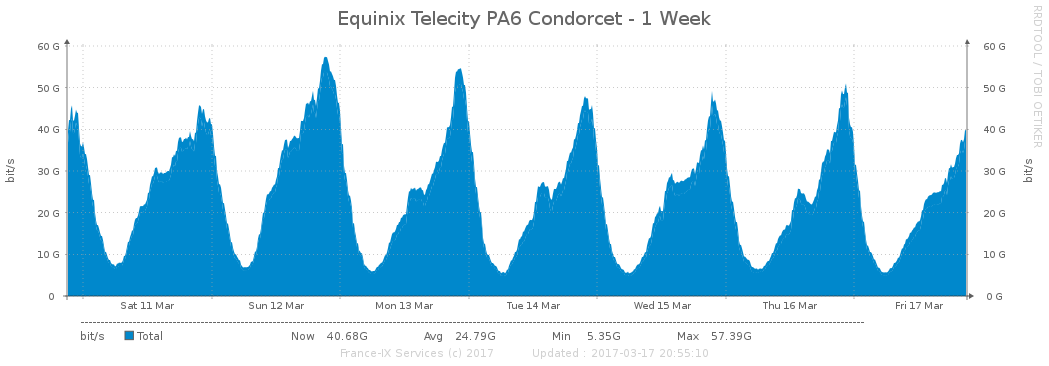 Equinix Telecity PA6 Condorcet - 1 Week
RRDTOOL / TOBI OETIKER
60 G 60 G
50 G 50 G
40 G 40 G
30 G 30 G
20 G 20 G
10 G 10 G
0 0 G
bit/s
bit/s
Sat 11 Mar Sun 12 Mar Mon 13 Mar Tue 14 Mar Wed 15 Mar Thu 16 Mar Fri 17 Mar
bit/s Total Now 40.68G Avg 24.79G Min 5.35G Max 57.39G
France-IX Services (c) 2017 Updated : 2017-03-17 20:55:10